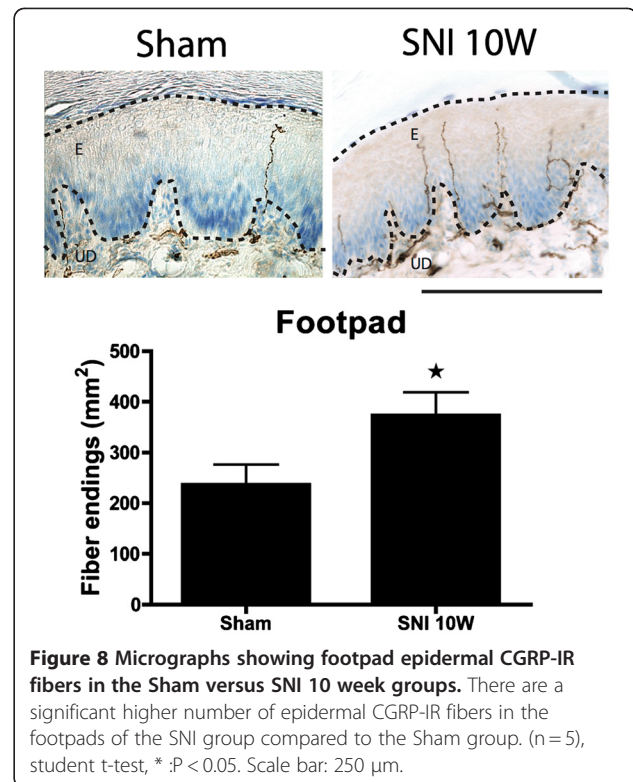 Sham SNI 10W
E
E
UD
UD
Footpad
500
400
300
200
100
0
Fiber endings (mm²)
★
Sham SNI 10W
Figure 8 Micrographs showing footpad epidermal CGRP-IR
fibers in the Sham versus SNI 10 week groups. There are a
significant higher number of epidermal CGRP-IR fibers in the
footpads of the SNI group compared to the Sham group. (n = 5),
student t-test, * :P < 0.05. Scale bar: 250 μm.